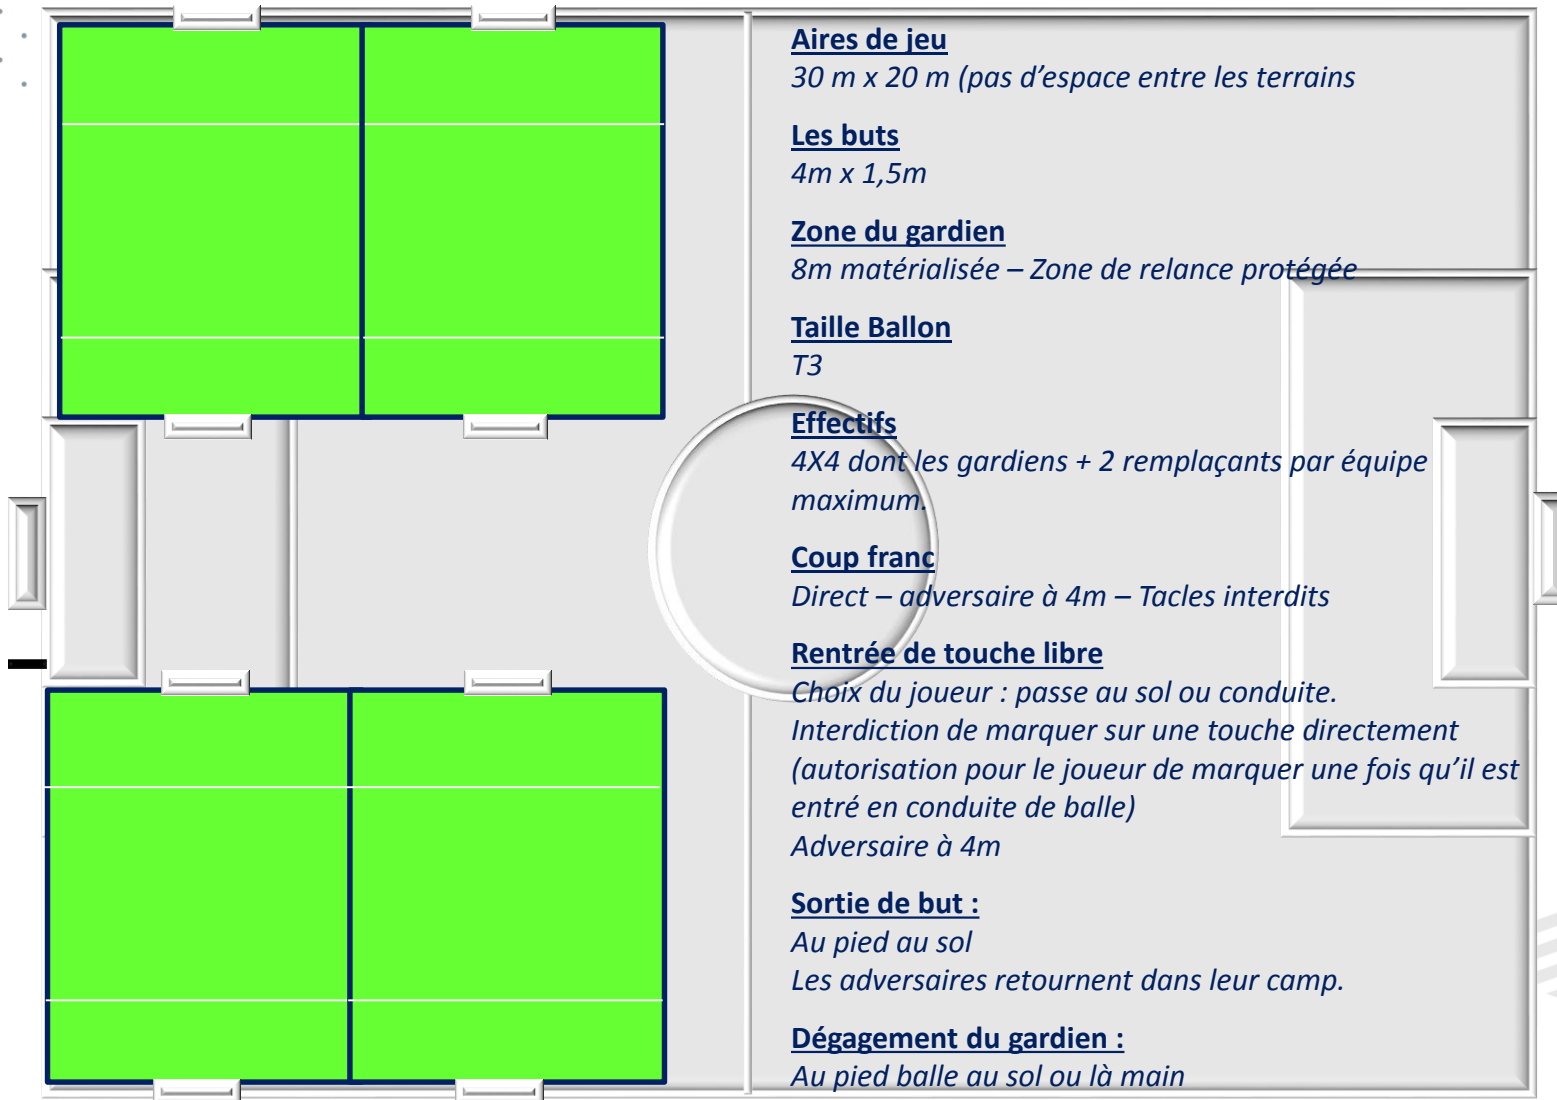 Aires de jeu
30 m x 20 m (pas d’espace entre les terrains
Les buts
4m x 1,5m
Zone du gardien
8m matérialisée – Zone de relance protégée
Taille Ballon
T3
Effectifs
4X4 dont les gardiens + 2 remplaçants par équipe
maximum.
Coup franc
Direct – adversaire à 4m – Tacles interdits
Rentrée de touche libre
Choix du joueur : passe au sol ou conduite.
Interdiction de marquer sur une touche directement
(autorisation pour le joueur de marquer une fois qu’il est
entré en conduite de balle)
Adversaire à 4m
Sortie de but :
Au pied au sol
Les adversaires retournent dans leur camp.
Dégagement du gardien :
Au pied balle au sol ou là main